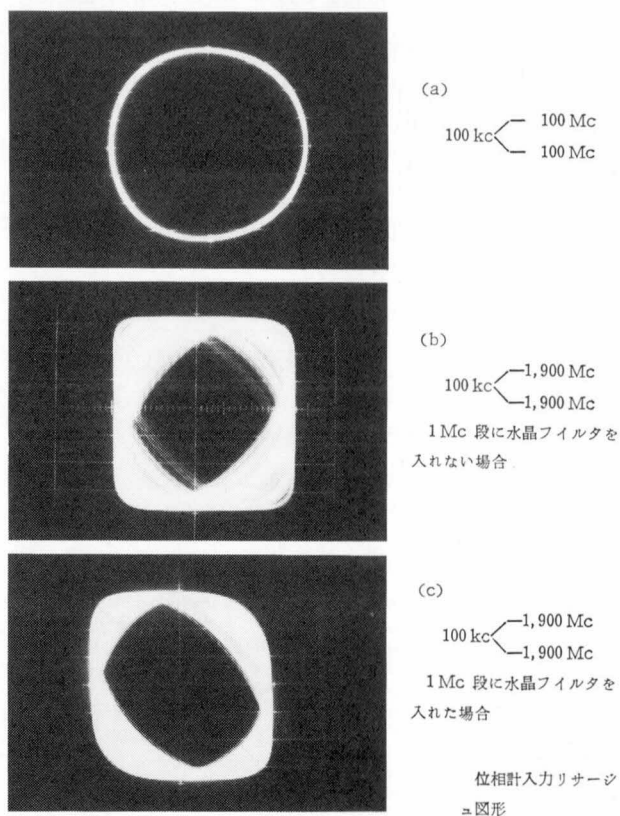 (a)
100 Mc
100 kc
100 Mc
(b)
1,900 Mc
100 kc
1,900 Mc
1 Mc 段に水晶フィルタを
入れない場合
(c)
1,900 Mc
100 kc
1,900 Mc
1 Mc 段に水晶フィルタを
入れた場合
位相計入力リサージ
ュ図形